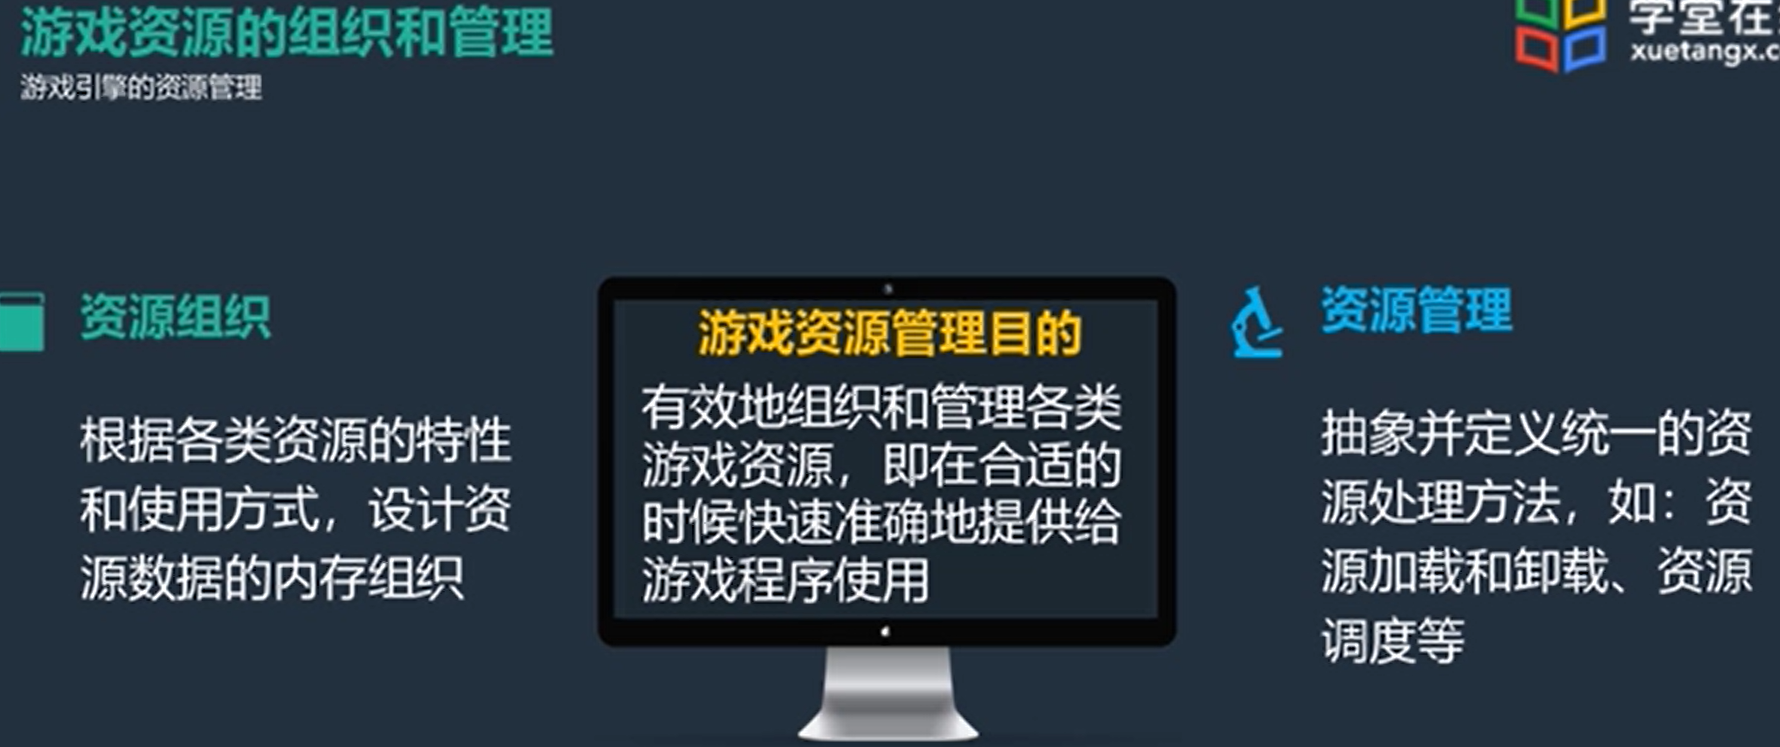 游戏资源的组织和管理
游戏引擎的资源管理
学堂在
xuetangx.c
资源组织
根据各类资源的特性
和使用方式，设计资
源数据的内存组织
游戏资源管理目的
有效地组织和管理各类
游戏资源，即在合适的
时候快速准确地提供给
游戏程序使用
资源管理
抽象并定义统一的资
源处理方法，如：资
源加载和卸载、资源
调度等